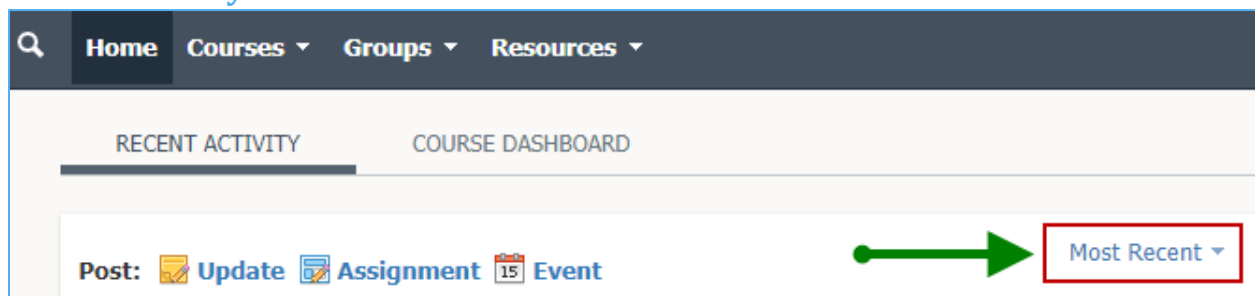 Home Courses Groups Resources
RECENT ACTIVITY COURSE DASHBOARD
Most Recent
Post: Update Assignment 15 Event